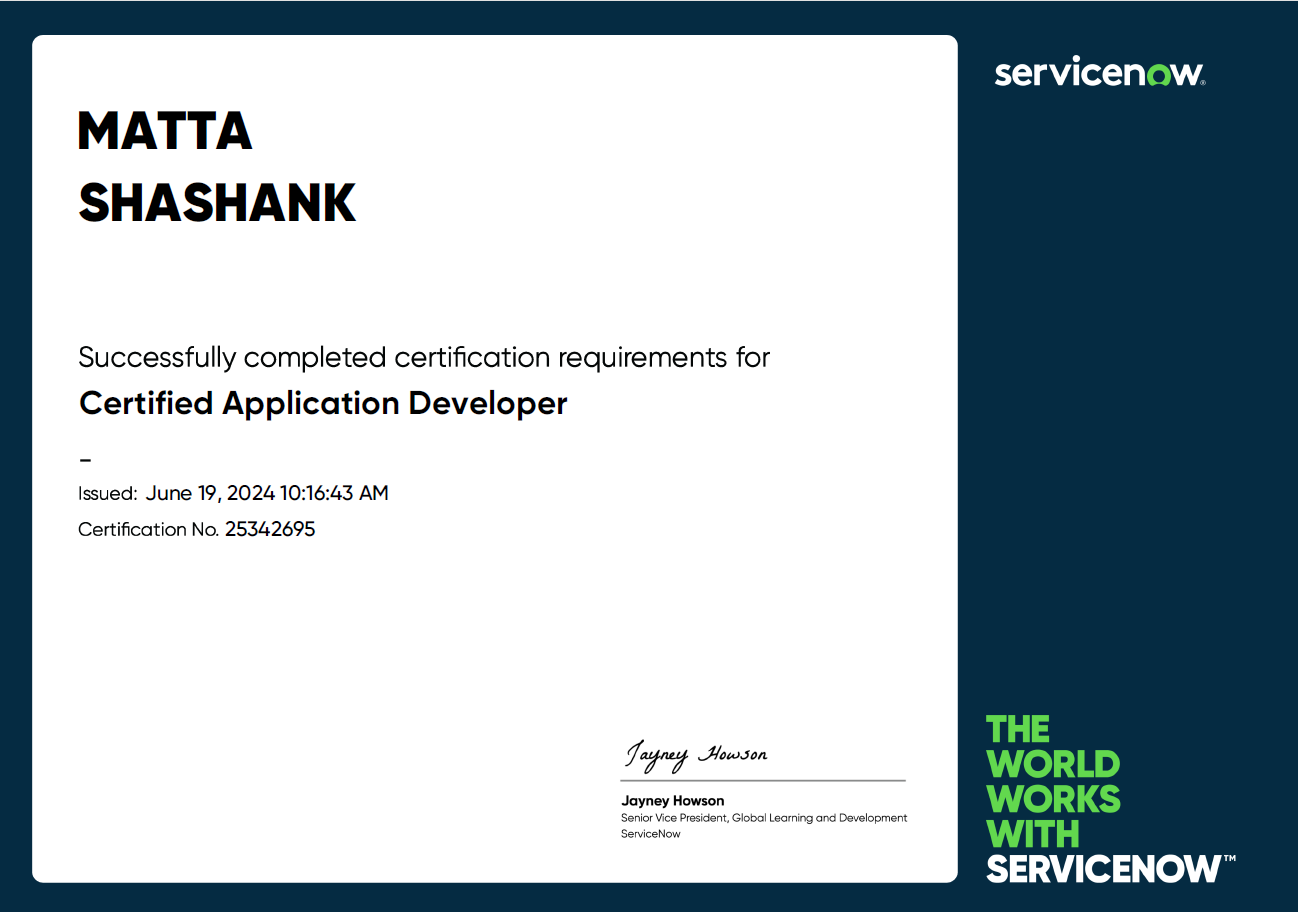 MATTA
SHASHANK
Successfully completed certification requirements for
Certified Application Developer
–
Issued: June 19, 2024 10:16:43 AM
Certification No. 25342695
Jayney Howson
Jayney Howson
Senior Vice President, Global Learning and Development
ServiceNow
servicenow®
THE
WORLD
WORKS
WITH
SERVICENOW™